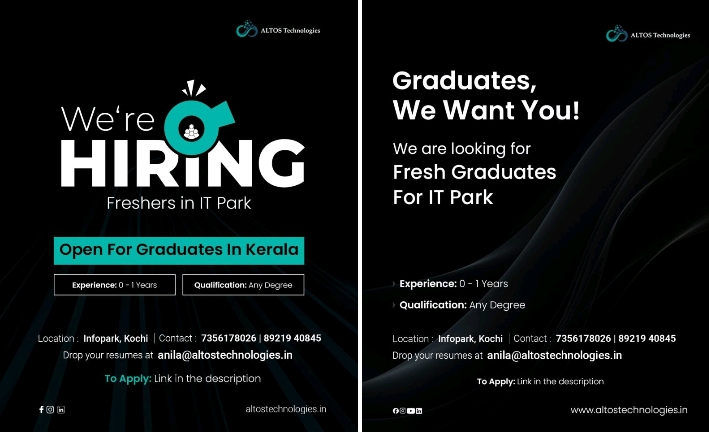 ALTOS Technologies
We're
HIRING
Freshers in IT Park
Open For Graduates In Kerala
Experience: 0 - 1 Years
Qualification: Any Degree
Location : Infopark, Kochi | Contact : 7356178026 | 89219 40845
Drop your resumes at anila@altostechnologies.in
To Apply: Link in the description
altostechnologies.in
ALTOS Technologies
Graduates,
We Want You!
We are looking for
Fresh Graduates
For IT Park
Experience: 0 - 1 Years
Qualification: Any Degree
Location : Infopark, Kochi | Contact : 7356178026 | 89219 40845
Drop your resumes at anila@altostechnologies.in
To Apply: Link in the description
www.altostechnologies.in